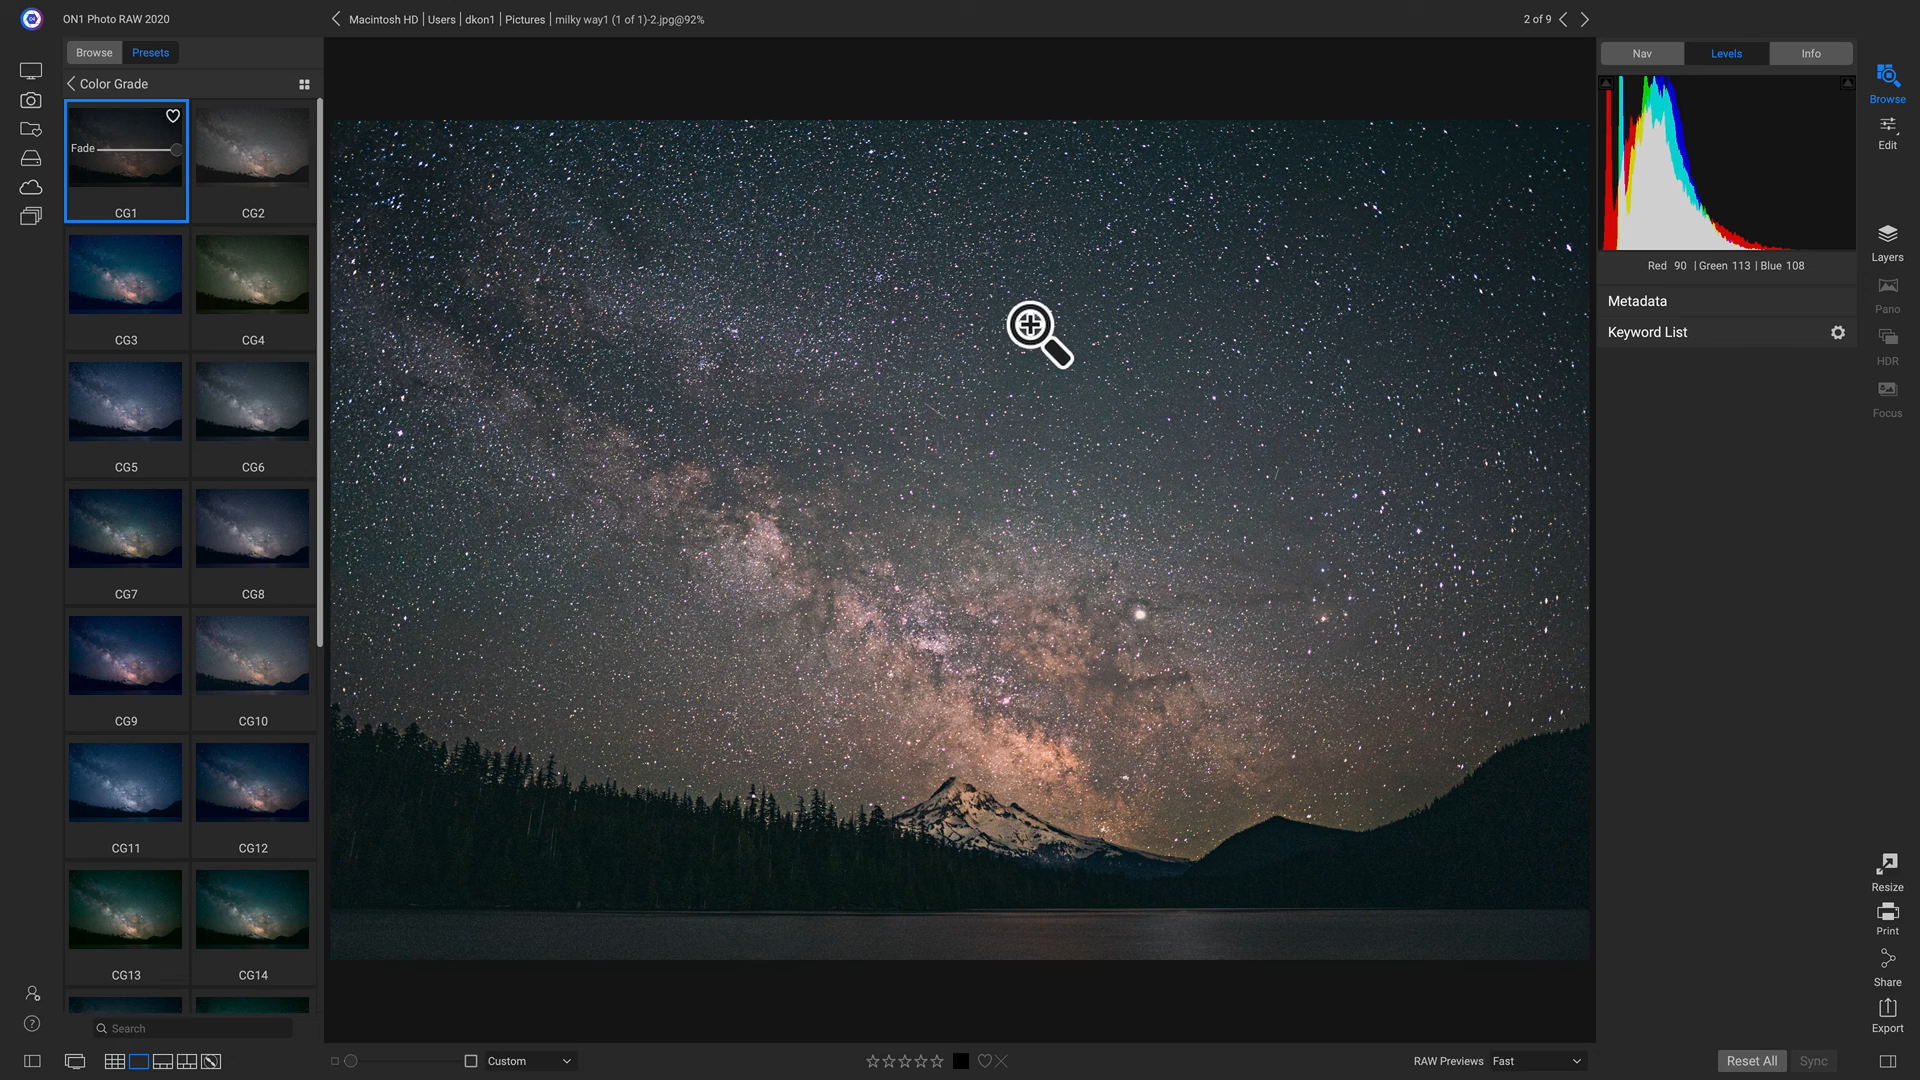 ON1 Photo RAW 2020
Macintosh HD | Users | dkon1 | Pictures | milky way1 (1 of 1)-2.jpg@92%
2 of 9
Browse
Presets
Nav
Levels
Info
Color Grade
Browse
Fade
Edit
CG1
CG2
Layers
Red 90 | Green 113 | Blue 108
Metadata
Pano
Keyword List
CG3
CG4
HDR
Focus
CG5
CG6
CG7
CG8
CG9
CG10
CG11
CG12
Resize
Print
CG13
CG14
Share
Search
Export
Custom
RAW Previews Fast
Reset All
Sync